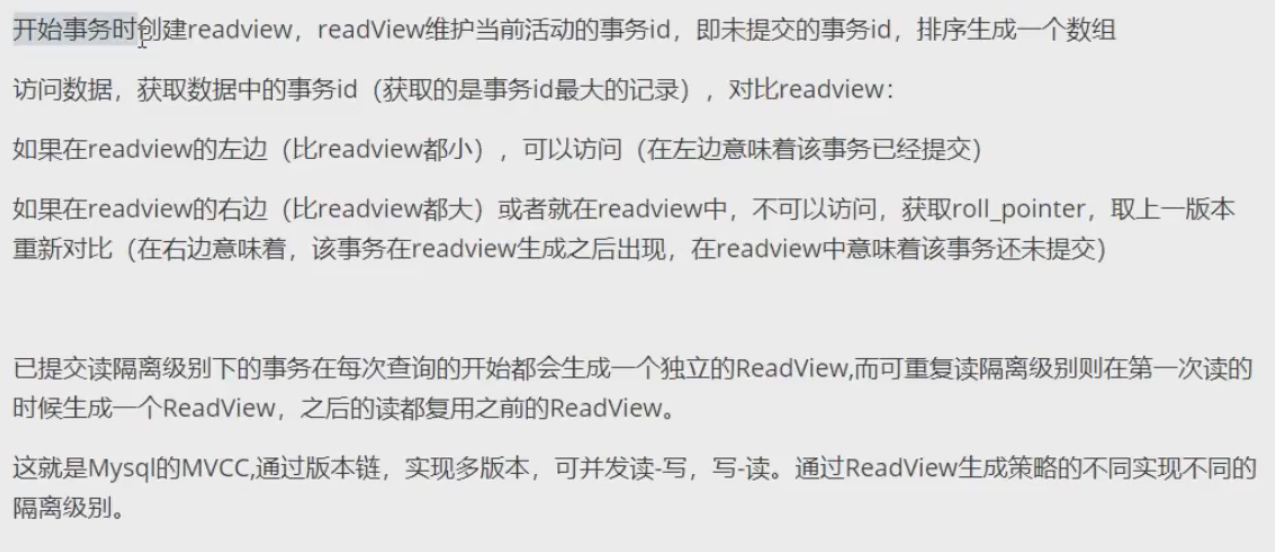 开始事务时创建readview，readView维护当前活动的事务id，即未提交的事务id，排序生成一个数组
访问数据，获取数据中的事务id（获取的是事务id最大的记录），对比readview：
如果在readview的左边（比readview都小），可以访问（在左边意味着该事务已经提交）
如果在readview的右边（比readview都大）或者就在readview中，不可以访问，获取roll_pointer，取上一版本
重新对比（在右边意味着，该事务在readview生成之后出现，在readview中意味着该事务还未提交）
已提交读隔离级别下的事务在每次查询的开始都会生成一个独立的ReadView,而可重复读隔离级别则在第一次读的
时候生成一个ReadView，之后的读都复用之前的ReadView。
这就是Mysql的MVCC,通过版本链，实现多版本，可并发读-写，写-读。通过ReadView生成策略的不同实现不同的
隔离级别。